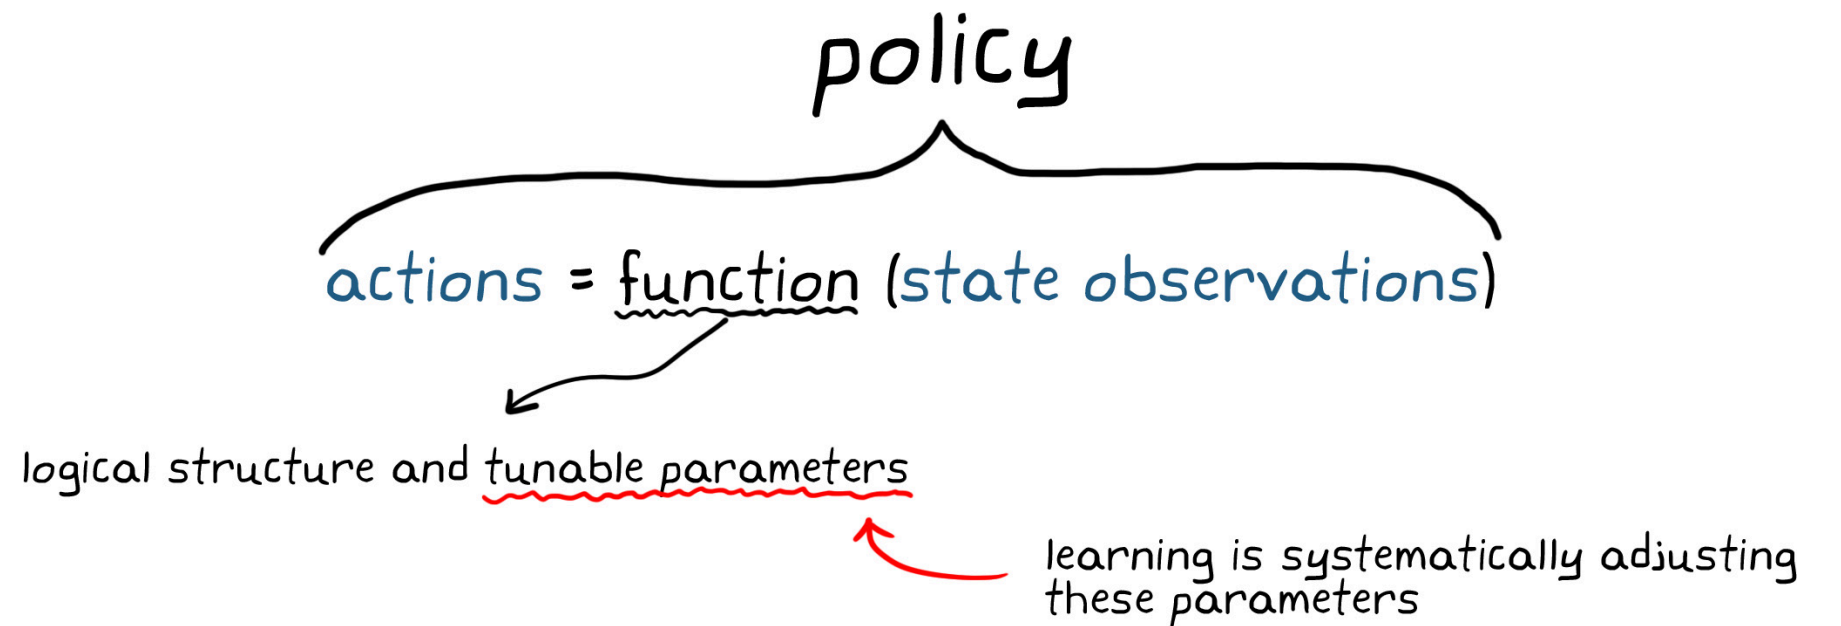 policy
actions = function (state observations)
logical structure and tunable parameters
learning is systematically adjusting
these parameters